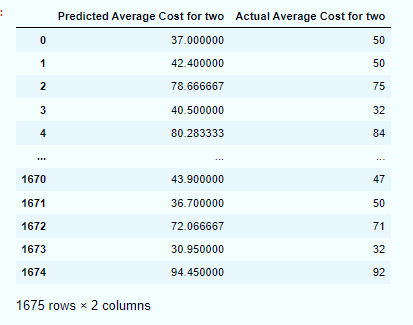 :
Predicted Average Cost for two Actual Average Cost for two
0 37.000000 50
1 42.400000 50
2 78.666667 75
3 40.500000 32
4 80.283333 84
... ... ...
1670 43.900000 47
1671 36.700000 50
1672 72.066667 71
1673 30.950000 32
1674 94.450000 92
1675 rows × 2 columns